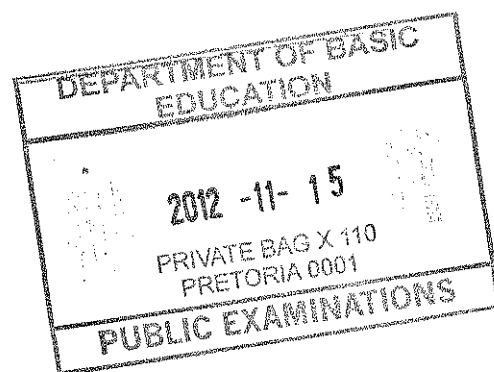 DEPARTMENT OF BASIC
EDUCATION
2012 -11- 15
PRIVATE BAG X 110
PRETORIA 0001
PUBLIC EXAMINATIONS